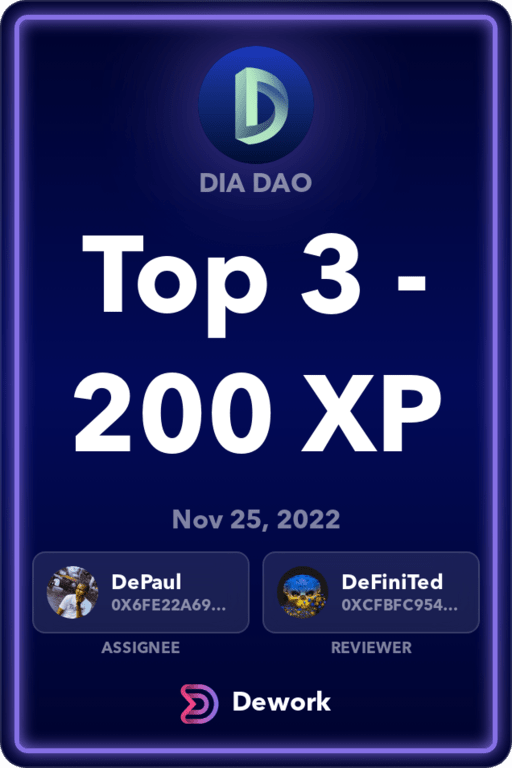 DIA DAO
Top 3 -
200 XP
Nov 25, 2022
DePaul
0X6FE22A69...
DeFiniTed
0XCFBFC954...
ASSIGNEE
REVIEWER
Dework